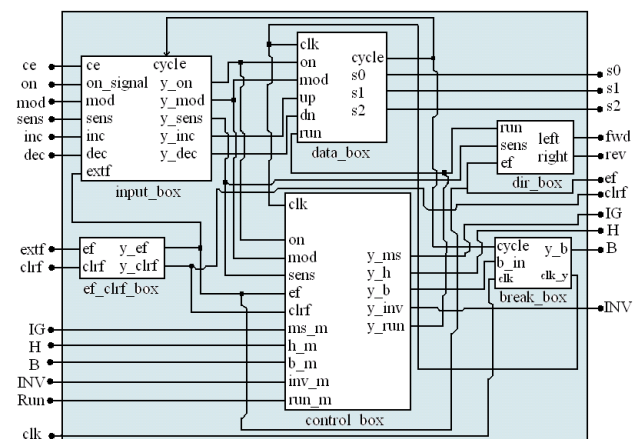 ce
on
mod
sens
inc
dec
ce cycle
on_signal y_on
mod y_mod
sens y_sens
inc y_inc
dec y_dec
extf
input_box
clk
on cycle
mod s0
up s1
dn s2
run
data_box
s0
s1
s2
run left
sens right
ef
dir_box
fwd
rev
ef
clrf
IG
H
B
INV
extf
clrf
ef y_ef
clrf y_clrf
ef_clrf_box
clk
on
mod y_ms
sens y_h
ef y_b
clrf y_inv
ms_m y_run
h_m
b_m
inv_m
run_m
control_box
cycle y_b
b_in
clk clk_y
break_box
IG
H
B
INV
Run
clk